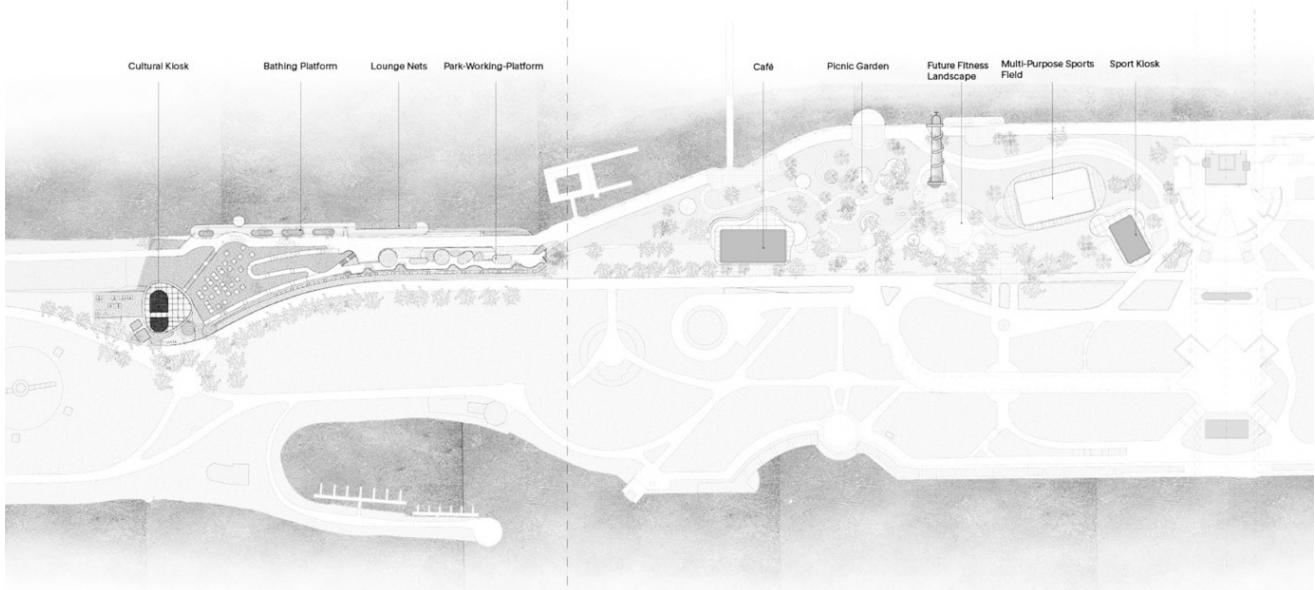 Cultural Kiosk
Bathing Platform
Lounge Nets
Park-Working-Platform
Café
Picnic Garden
Future Fitness
Landscape
Multi-Purpose Sports
Field
Sport Kiosk